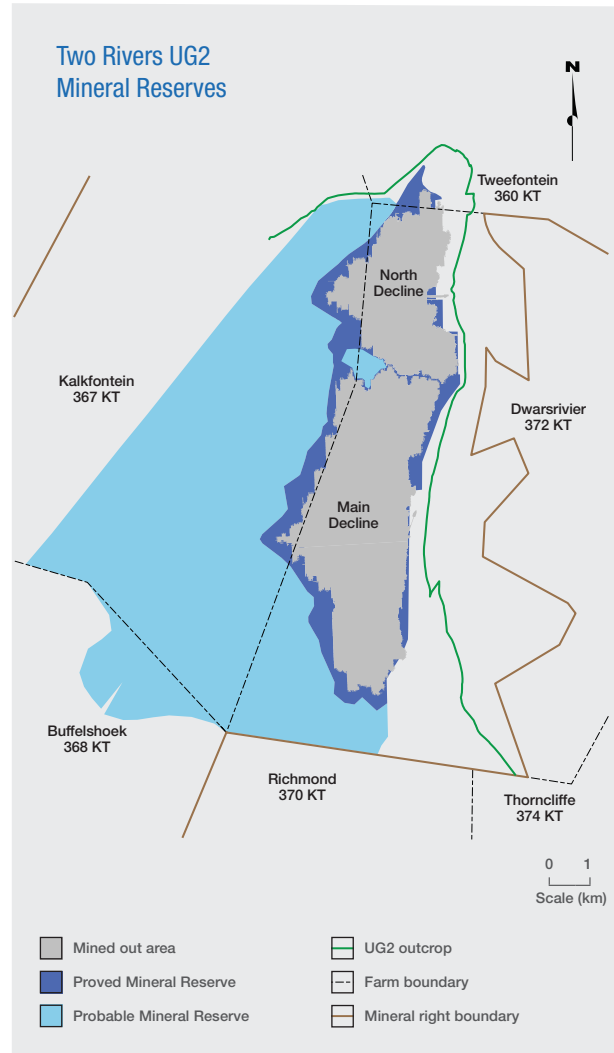 Two Rivers UG2
Mineral Reserves
N
Tweefontein
360 KT
North
Decline
Kalkfontein
367 KT
Dwarsrivier
372 KT
Main
Decline
Buffelshoek
368 KT
Richmond
370 KT
Thorncliffe
374 KT
0 1
Scale (km)
Mined out area
UG2 outcrop
Proved Mineral Reserve
Farm boundary
Probable Mineral Reserve
Mineral right boundary